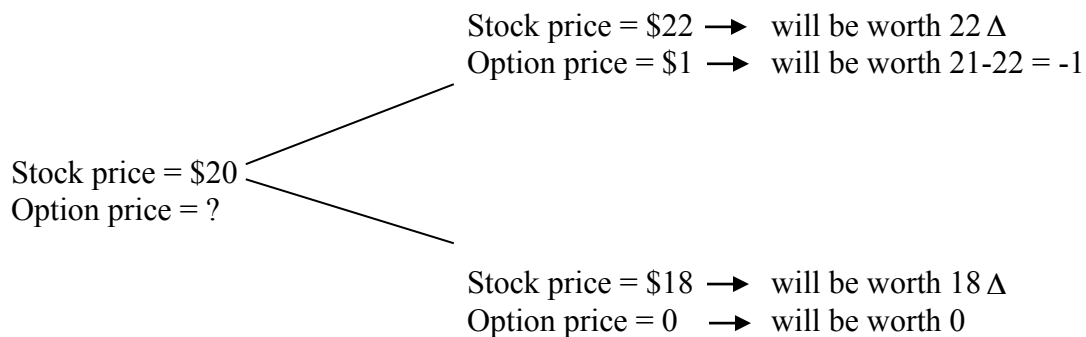 Stock price = $22 → will be worth 22 Δ
Option price = $1 → will be worth 21-22 = -1
Stock price = $20
Option price = ?
Stock price = $18 → will be worth 18 Δ
Option price = 0 → will be worth 0